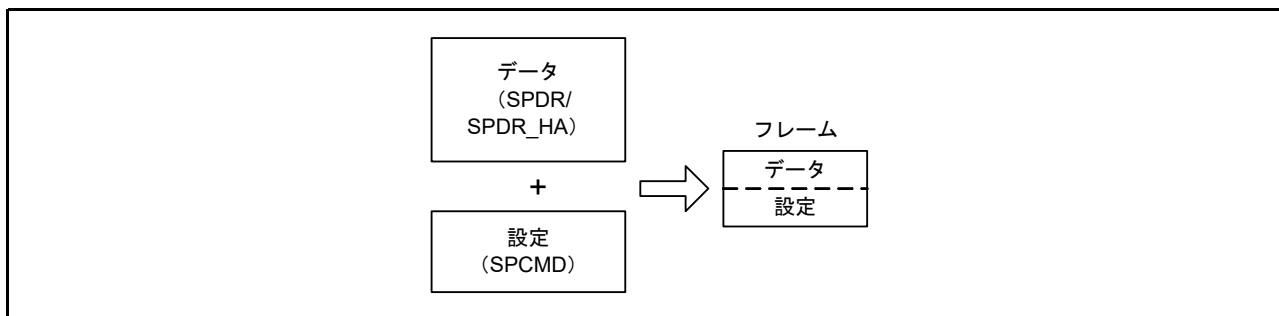 データ
（SPDR/
SPDR_HA）
+
設定
（SPCMD）
フレーム
データ
設定